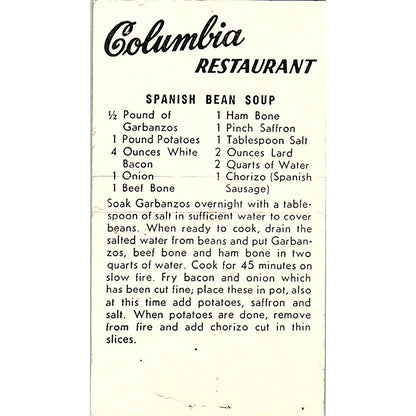 Columbia
RESTAURANT
SPANISH BEAN SOUP
½ Pound of Garbanzos
1 Pound Potatoes
4 Ounces White Bacon
1 Onion
1 Beef Bone
1 Ham Bone
1 Pinch Saffron
1 Tablespoon Salt
2 Ounces Lard
2 Quarts of Water
1 Chorizo (Spanish Sausage)
Soak Garbanzos overnight with a table-
spoon of salt in sufficient water to cover
beans. When ready to cook, drain the
salted water from beans and put Garban-
zos, beef bone and ham bone in two
quarts of water. Cook for 45 minutes on
slow fire. Fry bacon and onion which
has been cut fine; place these in pot, also
at this time add potatoes, saffron and
salt. When potatoes are done, remove
from fire and add chorizo cut in thin
slices.